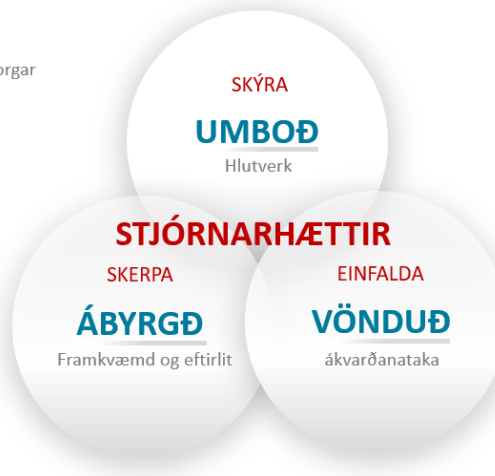 SKÝRA
UMBOÐ
Hlutverk
STJÓRNARHÆTTIR
SKERPA
ÁBYRGÐ
Framkvæmd og eftirlit
EINFALDA
VÖNDUÐ
ákvarðanataka